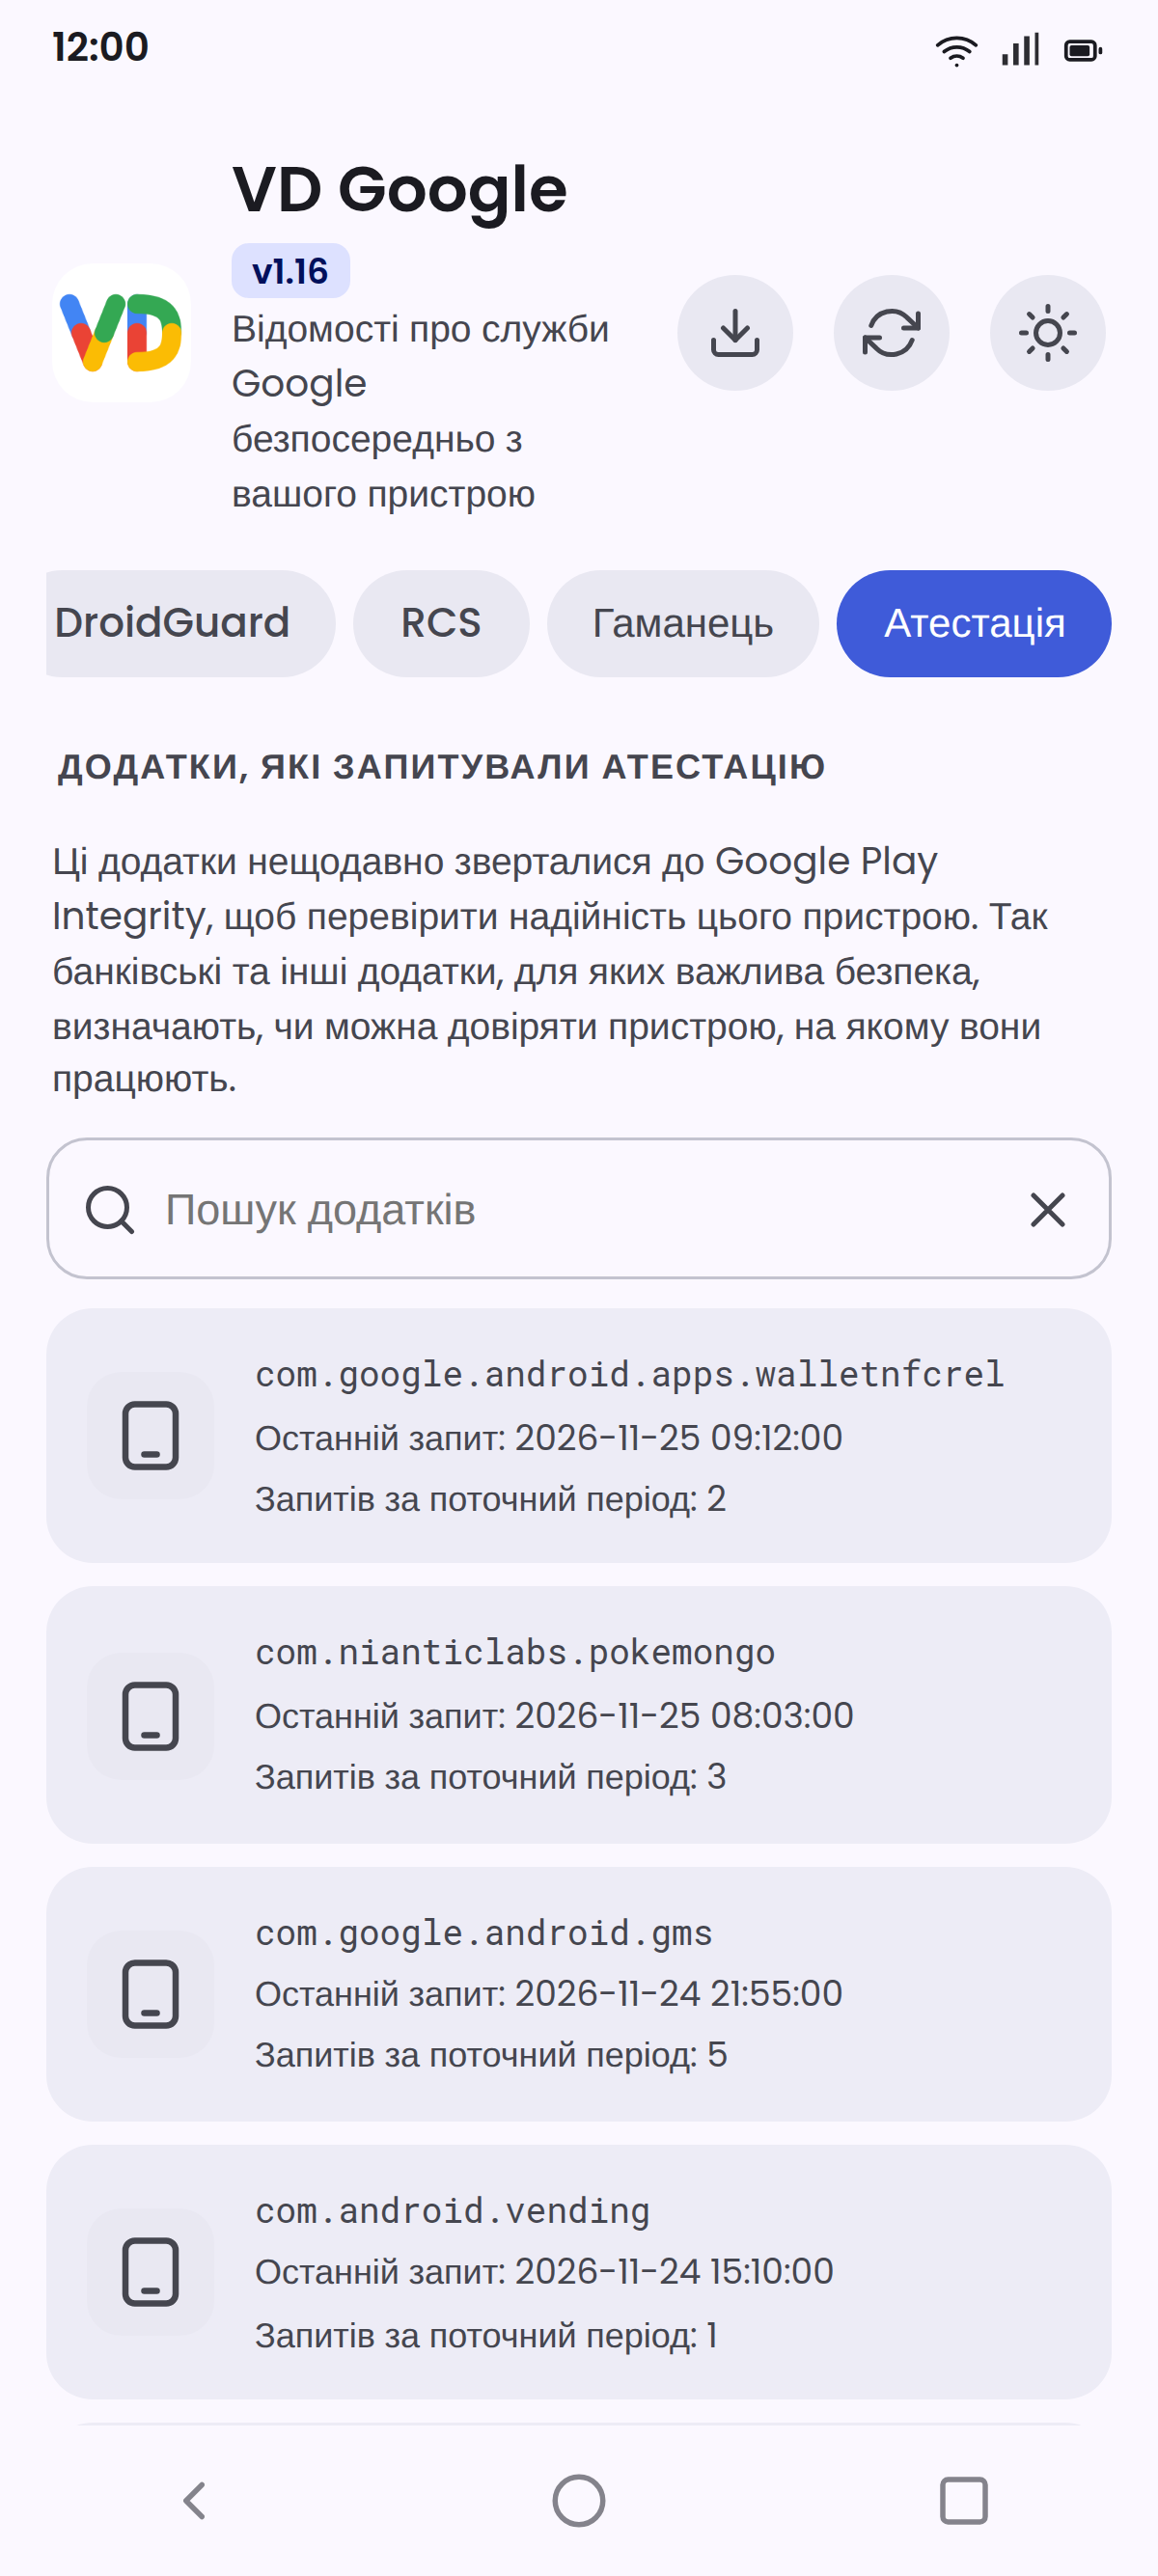 12:00
VD Google
VD
v1.16
Відомості про служби
Google
безпосередньо з
вашого пристрою
DroidGuard
RCS
Гаманець
Атестація
ДОДАТКИ, ЯКІ ЗАПИТУВАЛИ АТЕСТАЦІЮ
Ці додатки нещодавно зверталися до Google Play
Integrity, щоб перевірити надійність цього пристрою. Так
банківські та інші додатки, для яких важлива безпека,
визначають, чи можна довіряти пристрою, на якому вони
працюють.
Пошук додатків
com.google.android.apps.walletnfcrel
Останній запит: 2026-11-25 09:12:00
Запитів за поточний період: 2
com.nianticlabs.pokemongo
Останній запит: 2026-11-25 08:03:00
Запитів за поточний період: 3
com.google.android.gms
Останній запит: 2026-11-24 21:55:00
Запитів за поточний період: 5
com.android.vending
Останній запит: 2026-11-24 15:10:00
Запитів за поточний період: 1